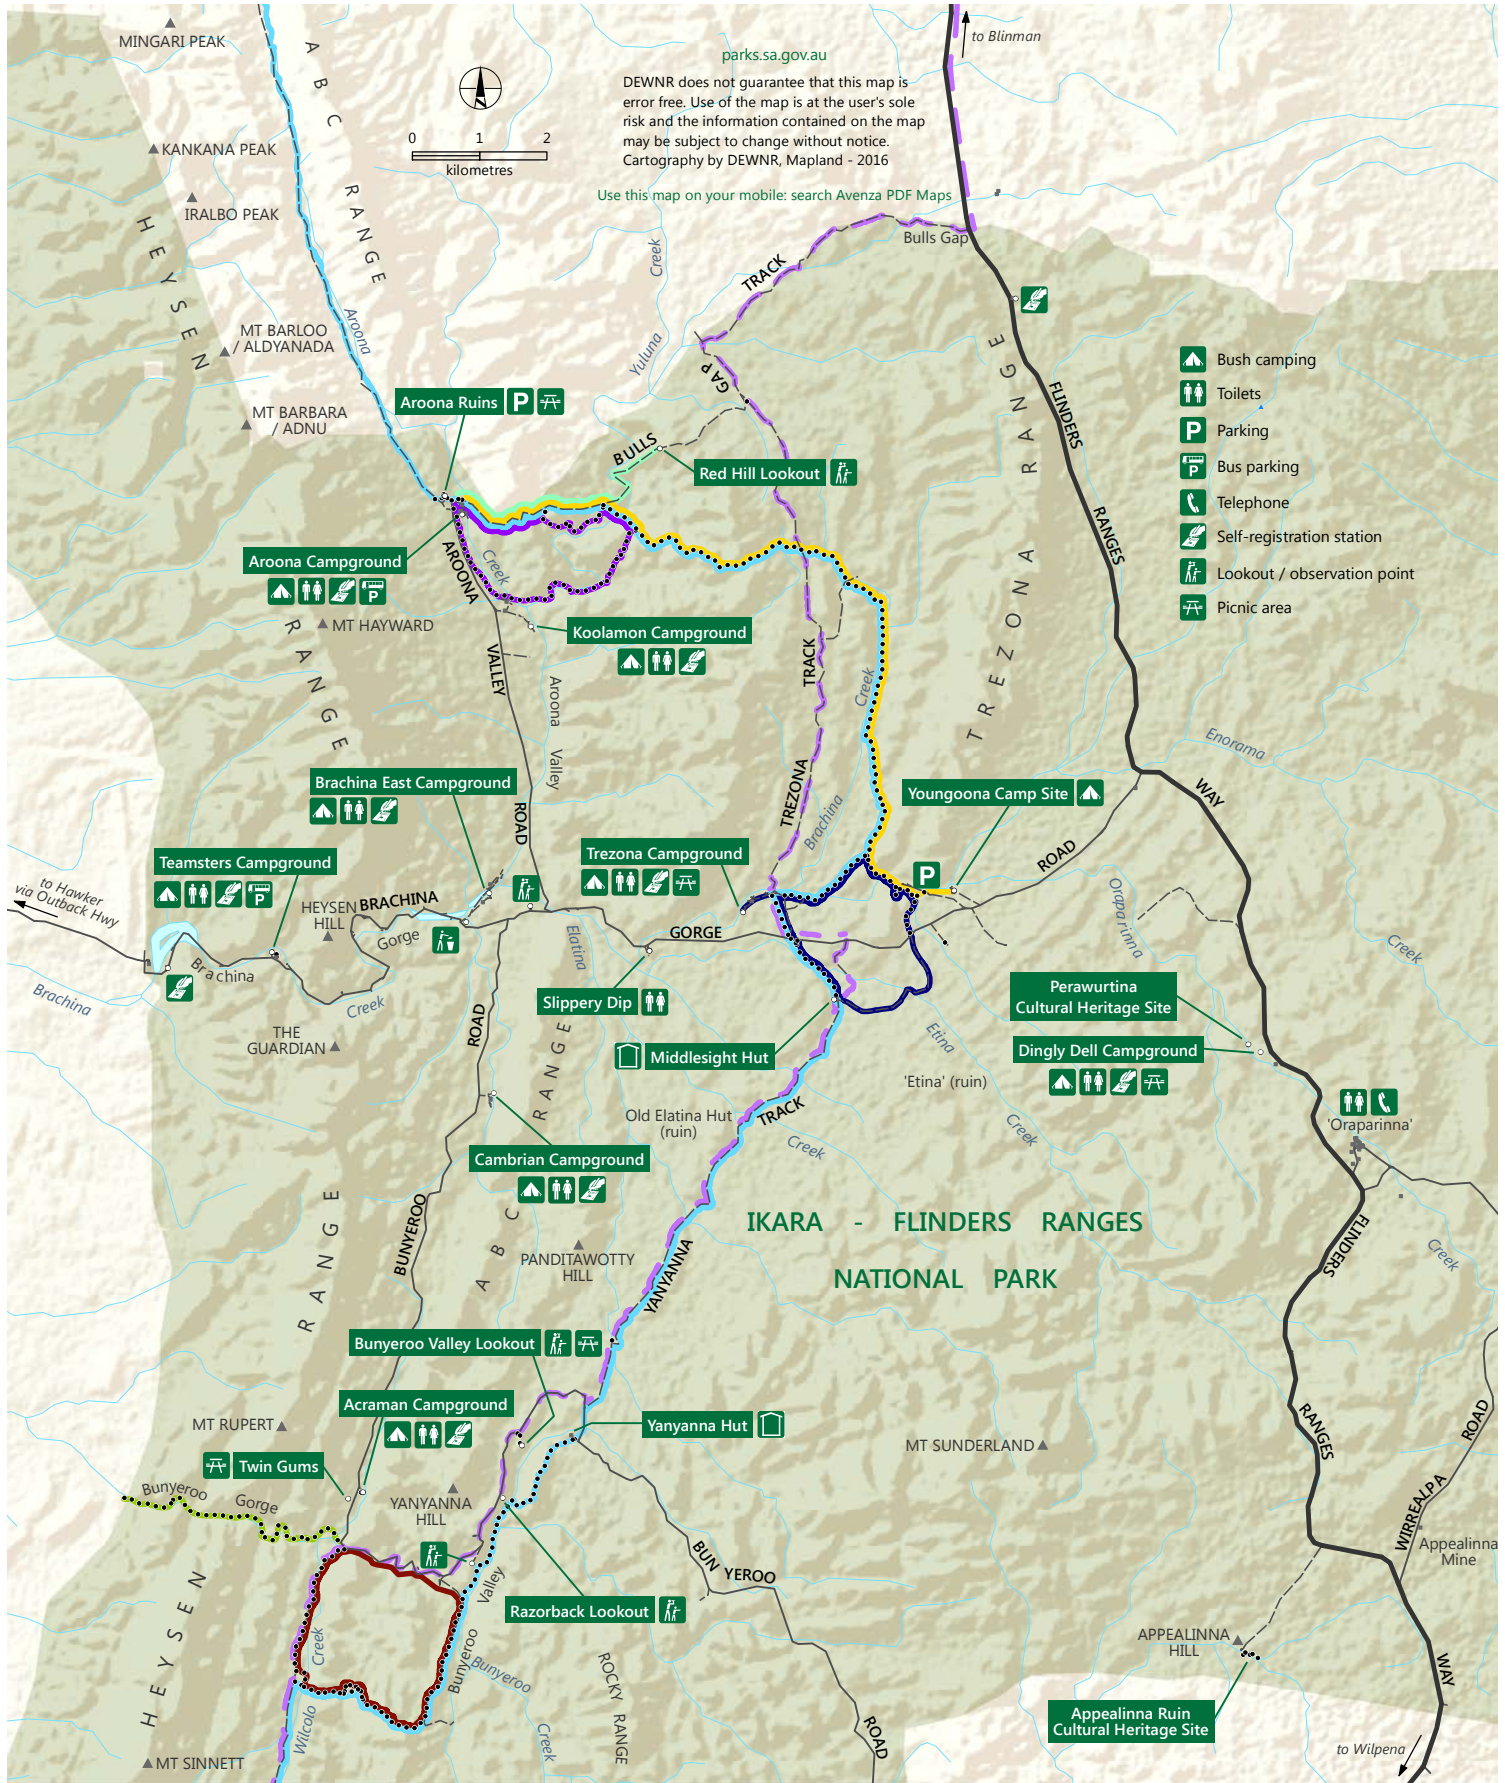 to Blinman
MINGARI PEAK
ABC RANGE
parks.sa.gov.au
DEWNR does not guarantee that this map is
error free. Use of the map is at the user's sole
risk and the information contained on the map
may be subject to change without notice.
Cartography by DEWNR, Mapland - 2016
0 1 2
kilometres
KANKANA PEAK
Use this map on your mobile: search Avenza PDF Maps
IRALBO PEAK
HEYSEN
Bulls Gap
Creek
TRACK
Aroona
MT BARLOO
/ ALDYANADA
Yuluna
GAP
Bush camping
Toilets
P Parking
P Bus parking
Telephone
Self-registration station
Lookout / observation point
Picnic area
Aroona Ruins P
MT BARBARA
/ ADNU
FLINDERS
BULLS
Red Hill Lookout
TREZONA RANGE
RANGES
Aroona Campground
P
AROONA
Creek
RANGE
MT HAYWARD
Koolamon Campground
VALLEY
TRACK
Creek
Aroona
Valley
Enorama
Brachina East Campground
Youngoona Camp Site
WAY
ROAD
TREZONA
Brachina
Teamsters Campground
P
Trezona Campground
ROAD
P
to Hawker
via Outback Hwy
HEYSEN
HILL
BRACHINA
Gorge
Elatina
GORGE
Oraparinna
Creek
Brachina
Brachina
Creek
Slippery Dip
Perawurtina
Cultural Heritage Site
THE
GUARDIAN
ROAD
RANGE
Middlesight Hut
Etina
Dingly Dell Campground
'Etina' (ruin)
Old Elatina Hut
(ruin)
TRACK
Creek
Creek
'Oraparinna'
Cambrian Campground
RANGE
BUNYEROO
ABC
IKARA - FLINDERS RANGES
NATIONAL PARK
PANDITAWOTTY
HILL
YANYANNA
FLINDERS
Creek
Bunyeroo Valley Lookout
Acraman Campground
MT RUPERT
Yanyanna Hut
MT SUNDERLAND
RANGES
ROAD
Twin Gums
Bunyeroo
Gorge
YANYANNA
HILL
WIRREALPA
Appealinna
Mine
BUN YEROO
Valley
Razorback Lookout
HEYSEN
Creek
Bunyeroo
Bunyeroo
APPEALINNA
HILL
ROCKY RANGE
WAY
Wilcolo
Creek
ROAD
Appealinna Ruin
Cultural Heritage Site
MT SINNETT
to Wilpena